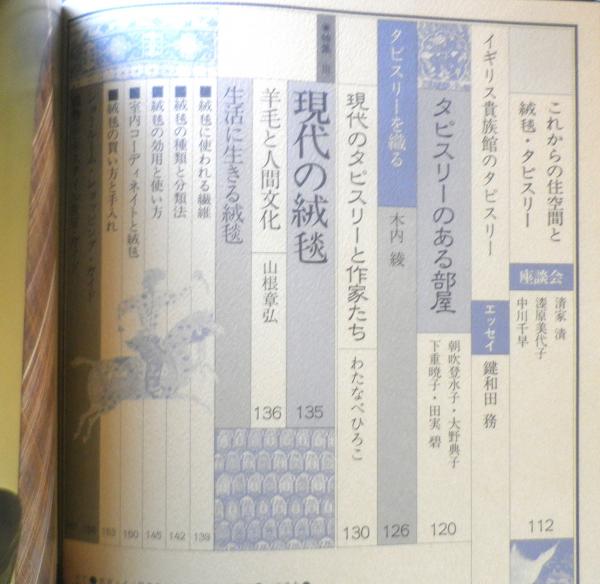 これからの住空間と
絨毯・タピスリー
座談会
清家 清
漆原美代子
中川千早
112
イギリス貴族館のタピスリー
エッセイ
鍵和田 務
タピスリーのある部屋
朝吹登水子・大野典子
下重暁子・田実 碧
120
タピスリーを織る
木内 綾
126
現代のタピスリーと作家たち
わたなべひろこ
130
現代の絨毯
135
羊毛と人間文化
山根章弘
136
生活に生きる絨毯
■絨毯に使われる繊維
139
■絨毯の種類と分類法
142
■絨毯の効用と使い方
145
■室内コーディネイトと絨毯
150
■絨毯の買い方と手入れ
153